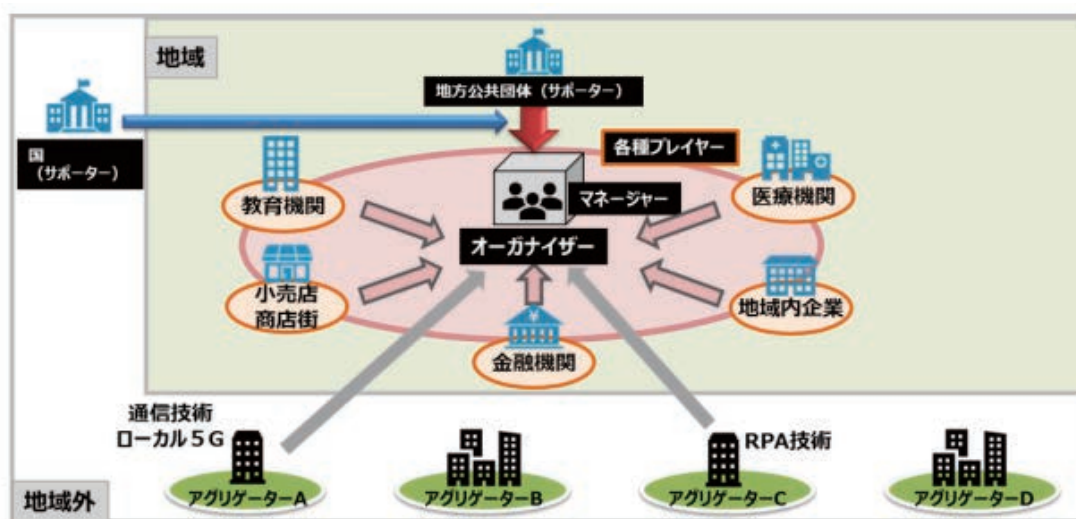 地域
地方公共団体（サポーター）
国
（サポーター）
各種プレイヤー
教育機関
マネージャー
医療機関
オーガナイザー
小売店
商店街
地域内企業
¥
金融機関
通信技術
ローカル５G
RPA技術
アグリゲーターA
アグリゲーターB
アグリゲーターC
アグリゲーターD
地域外